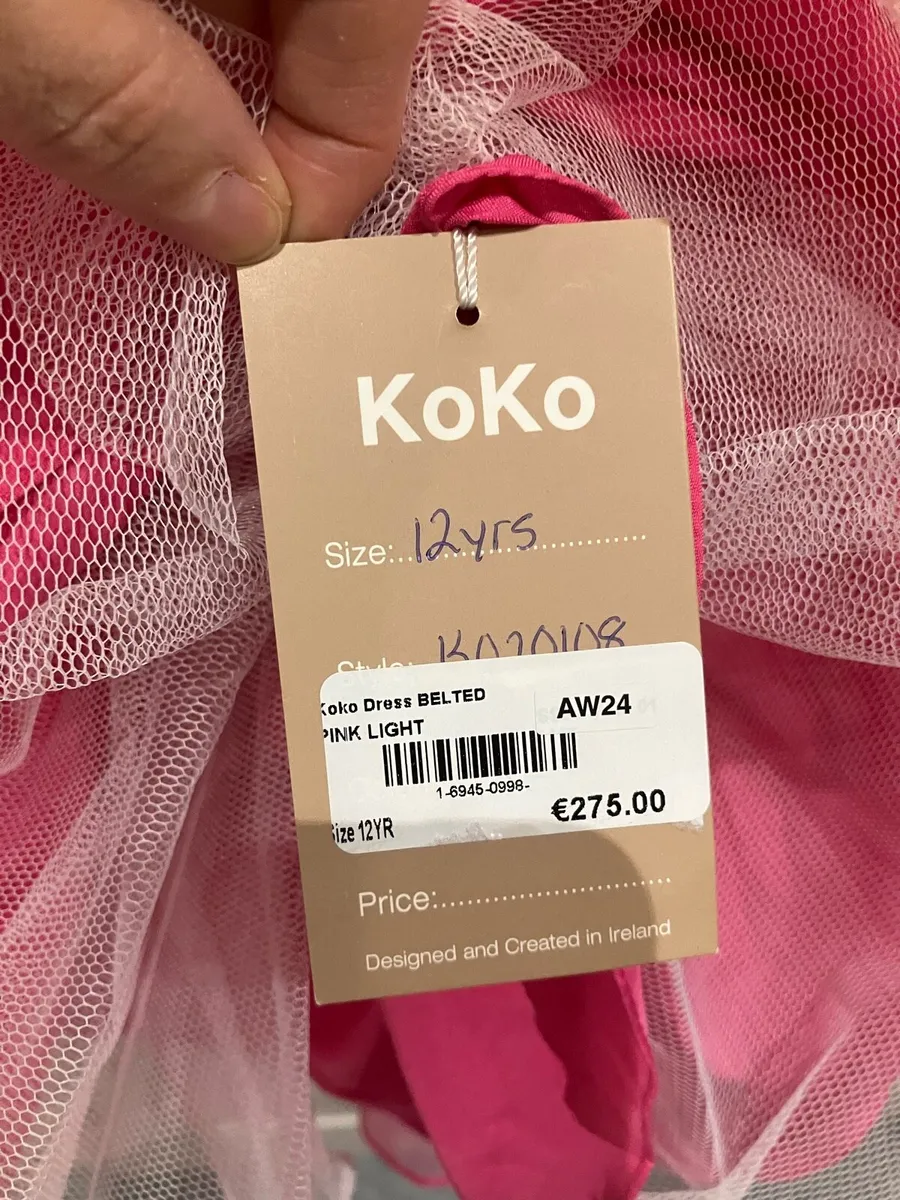 KoKo
Size:.. 12yrs
Style:
Koko Dress BELTED
AW24
PINK LIGHT
1-6945-0998-
€275.00
Size 12YR
Price:
Designed and Created in Ireland